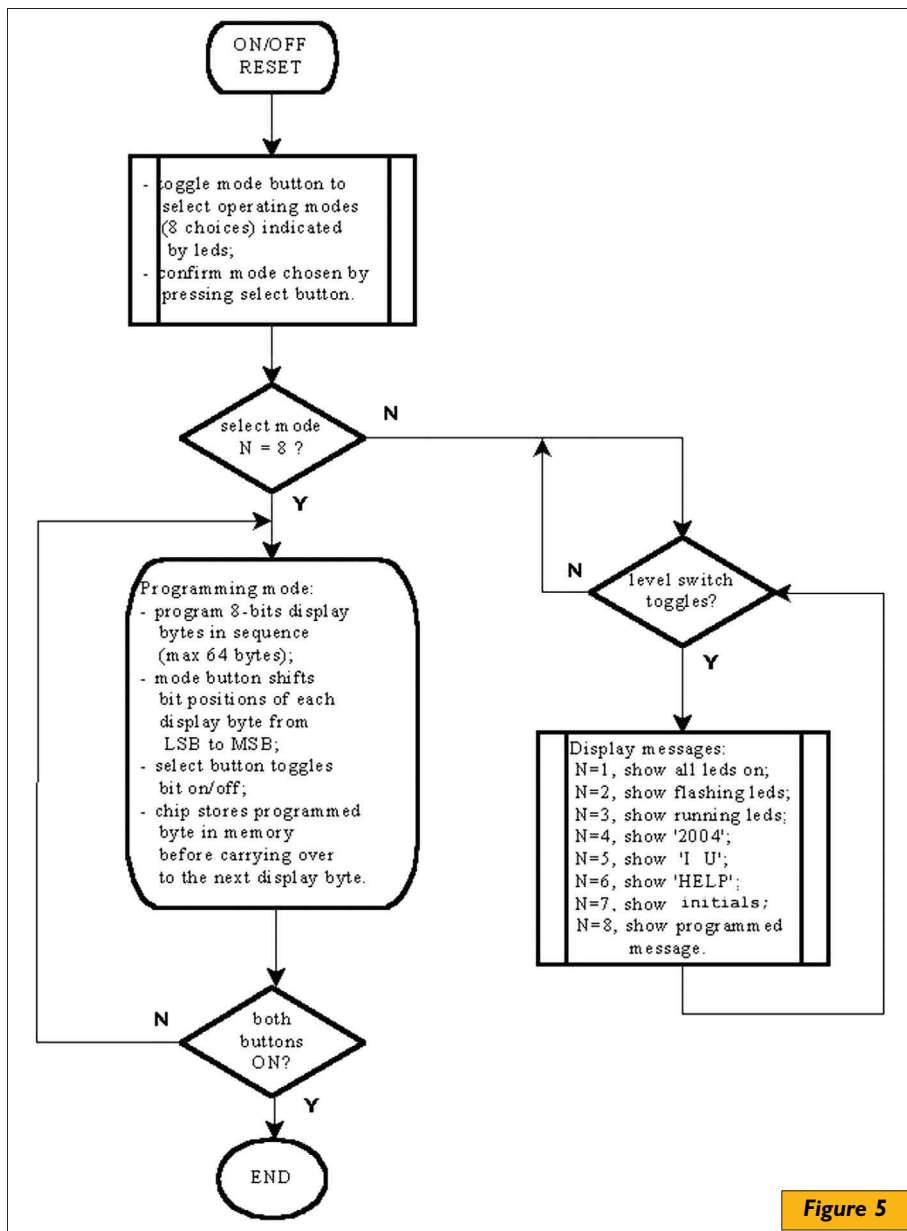 ON/OFF
RESET
- toggle mode button to
select operating modes
(8 choices) indicated
by leds;
- confirm mode chosen by
pressing select button.
select mode
N = 8 ?
N
Y
Programming mode:
- program 8-bits display
bytes in sequence
(max 64 bytes);
- mode button shifts
bit positions of each
display byte from
LSB to MSB;
- select button toggles
bit on/off;
- chip stores programmed
byte in memory
before carrying over
to the next display byte.
both
buttons
ON?
N
Y
END
level switch
toggles?
N
Y
Display messages:
N=1, show all leds on;
N=2, show flashing leds;
N=3, show running leds;
N=4, show '2004';
N=5, show 'I  U';
N=6, show 'HELP';
N=7, show initials;
N=8, show programmed
message.
Figure 5